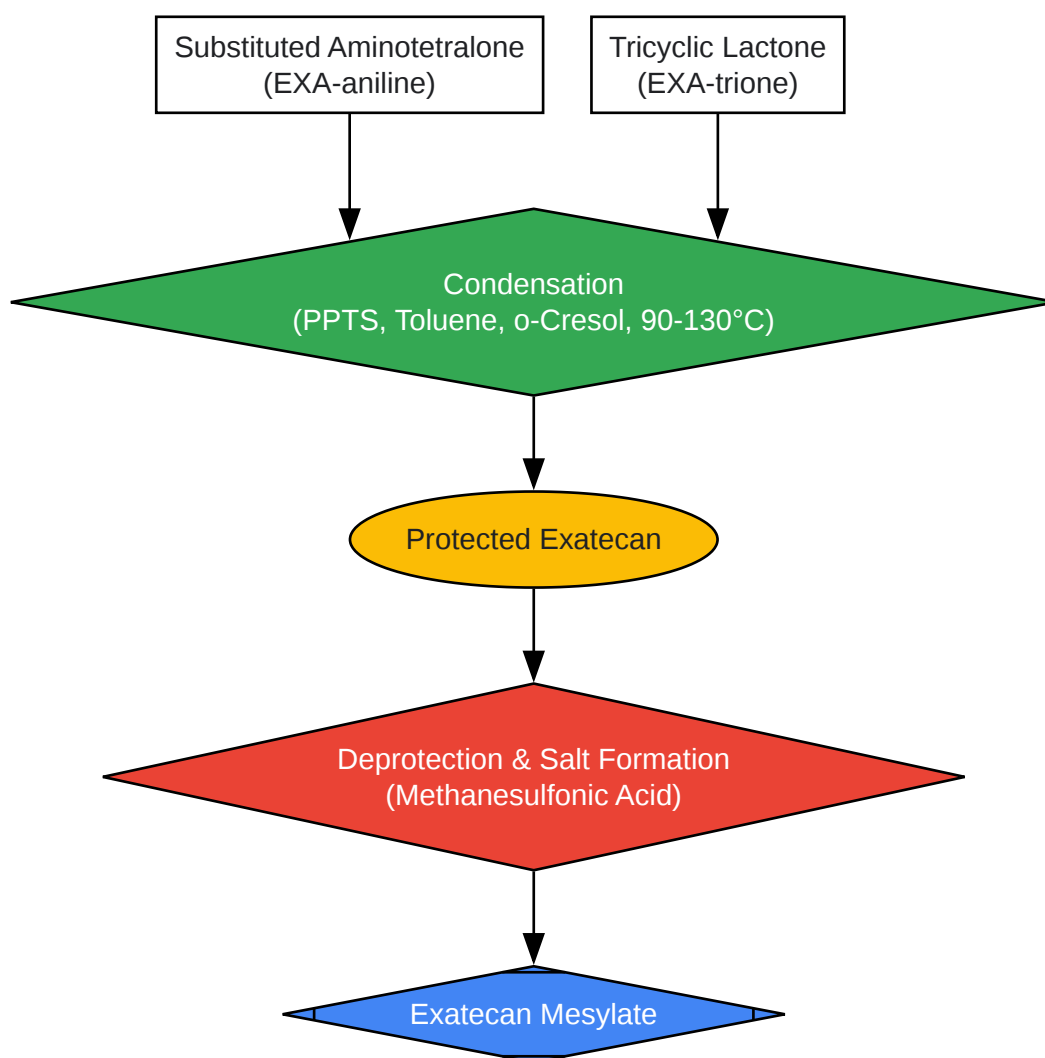 Substituted Aminotetralone
(EXA-aniline)
Tricyclic Lactone
(EXA-trione)
Condensation
(PPTS, Toluene, o-Cresol, 90-130°C)
Protected Exatecan
Deprotection & Salt Formation
(Methanesulfonic Acid)
Exatecan Mesylate